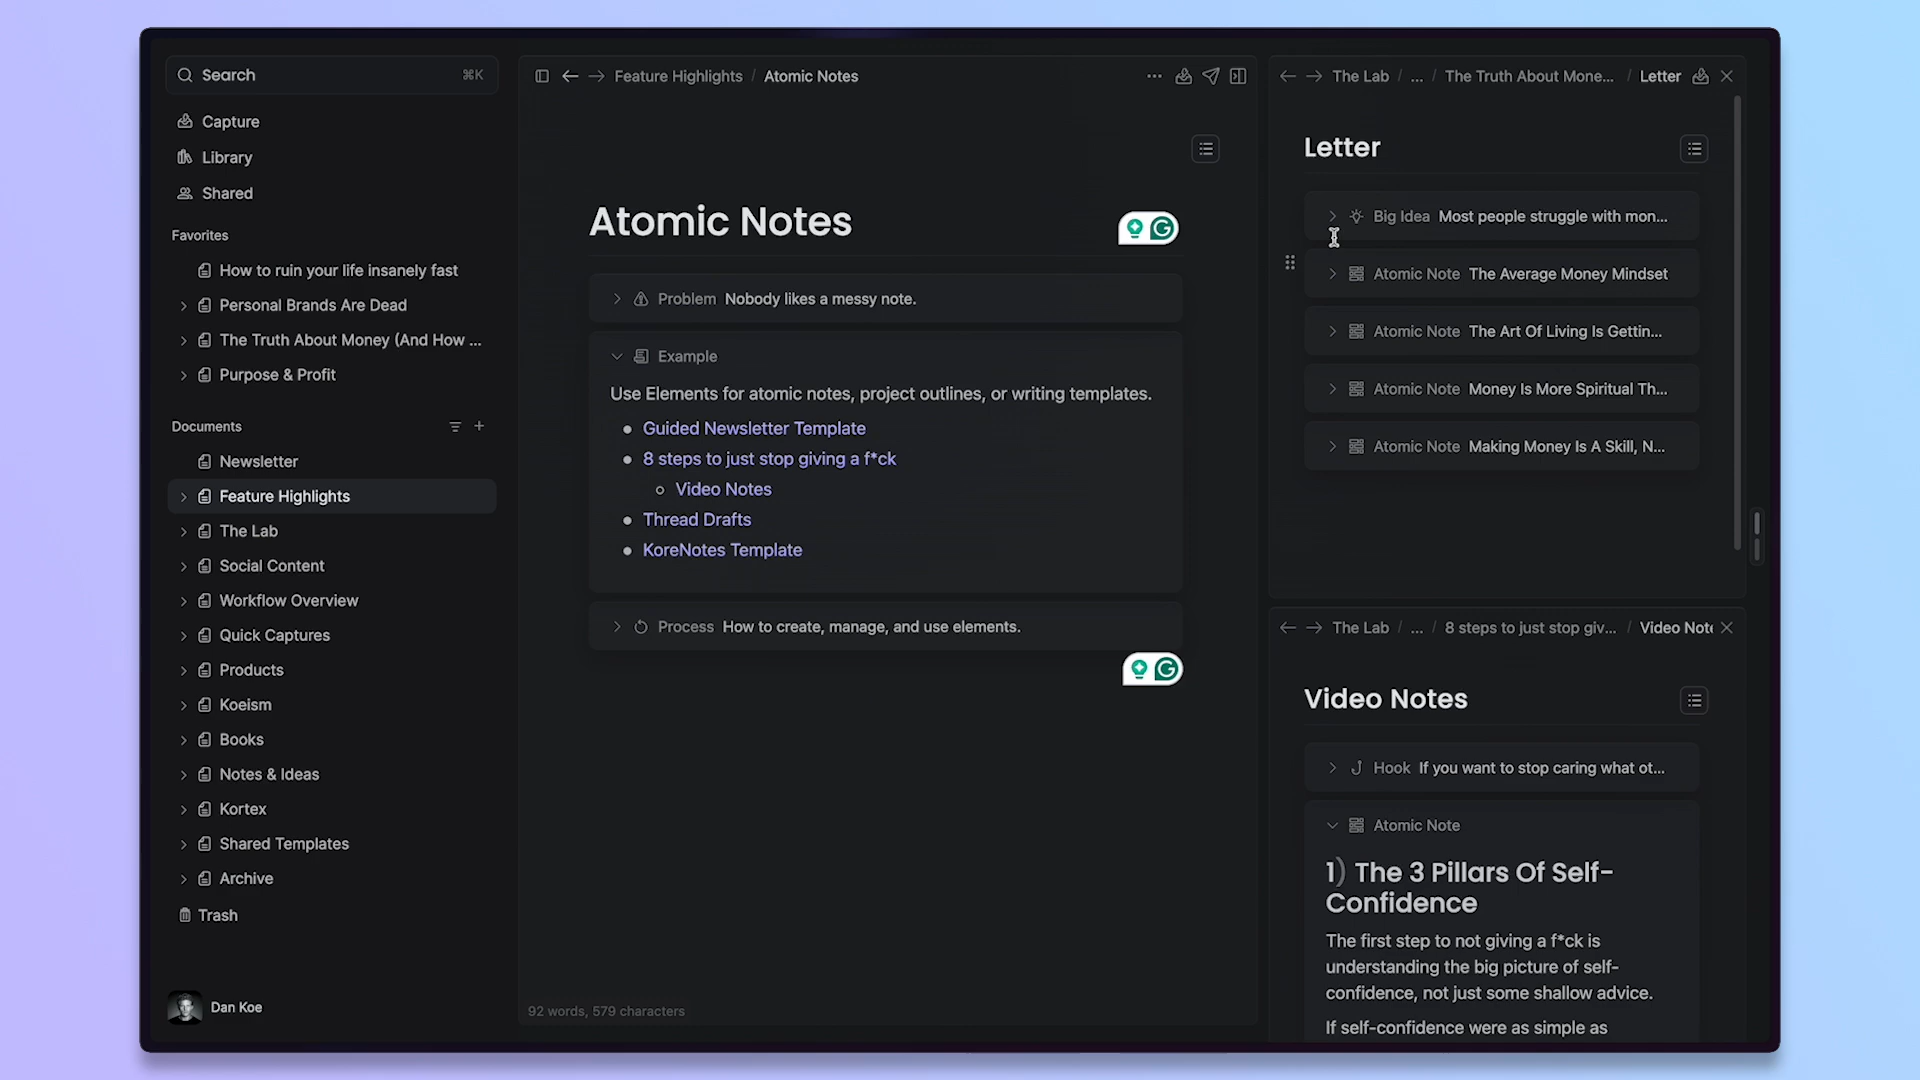 Search ⌘K
Capture
Library
Shared
Favorites
How to ruin your life insanely fast
Personal Brands Are Dead
The Truth About Money (And How ...
Purpose & Profit
Documents
Newsletter
Feature Highlights
The Lab
Social Content
Workflow Overview
Quick Captures
Products
Koeism
Books
Notes & Ideas
Kortex
Shared Templates
Archive
Trash
Dan Koe
Feature Highlights / Atomic Notes
Atomic Notes
Problem Nobody likes a messy note.
Example
Use Elements for atomic notes, project outlines, or writing templates.
Guided Newsletter Template
8 steps to just stop giving a f*ck
Video Notes
Thread Drafts
KoreNotes Template
Process How to create, manage, and use elements.
92 words, 579 characters
The Lab / ... / The Truth About Mone... / Letter
Letter
Big Idea Most people struggle with mon...
Atomic Note The Average Money Mindset
Atomic Note The Art Of Living Is Gettin...
Atomic Note Money Is More Spiritual Th...
Atomic Note Making Money Is A Skill, N...
The Lab / ... / 8 steps to just stop giv... / Video Note
Video Notes
Hook If you want to stop caring what ot...
Atomic Note
1) The 3 Pillars Of Self-
Confidence
The first step to not giving a f*ck is
understanding the big picture of self-
confidence, not just some shallow advice.
If self-confidence were as simple as